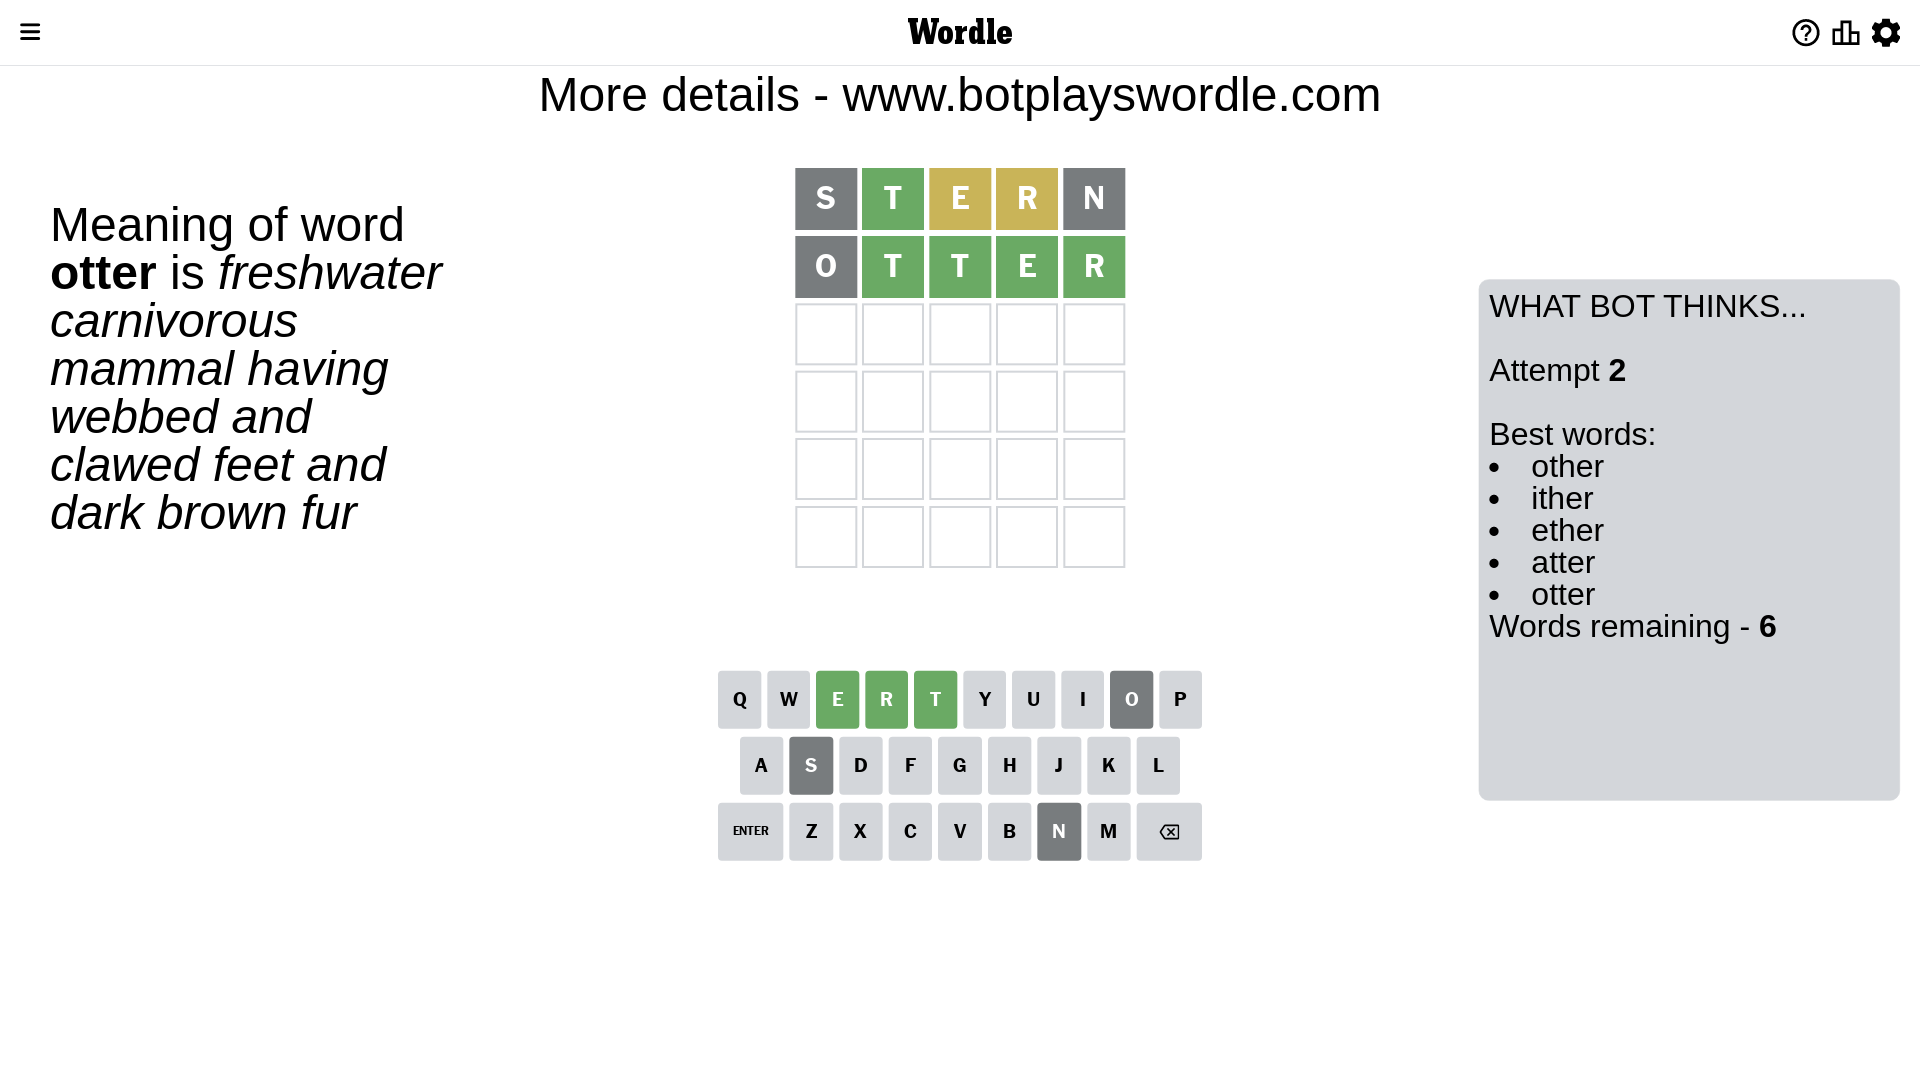 Wordle
More details - www.botplayswordle.com
Meaning of word
otter is freshwater
carnivorous
mammal having
webbed and
clawed feet and
dark brown fur
S T E R N
O T T E R
WHAT BOT THINKS...
Attempt 2
Best words:
• other
• ither
• ether
• atter
• otter
Words remaining - 6
Q W E R T Y U I O P
A S D F G H J K L
ENTER Z X C V B N M